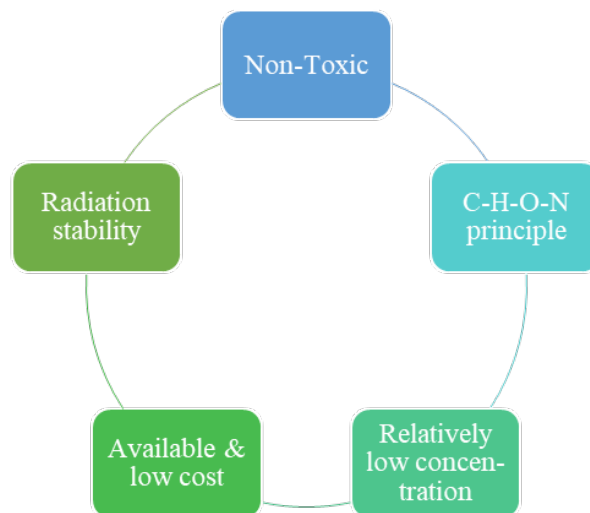 Non-Toxic
C-H-O-N
principle
Relatively
low concen-
tration
Available &
low cost
Radiation
stability